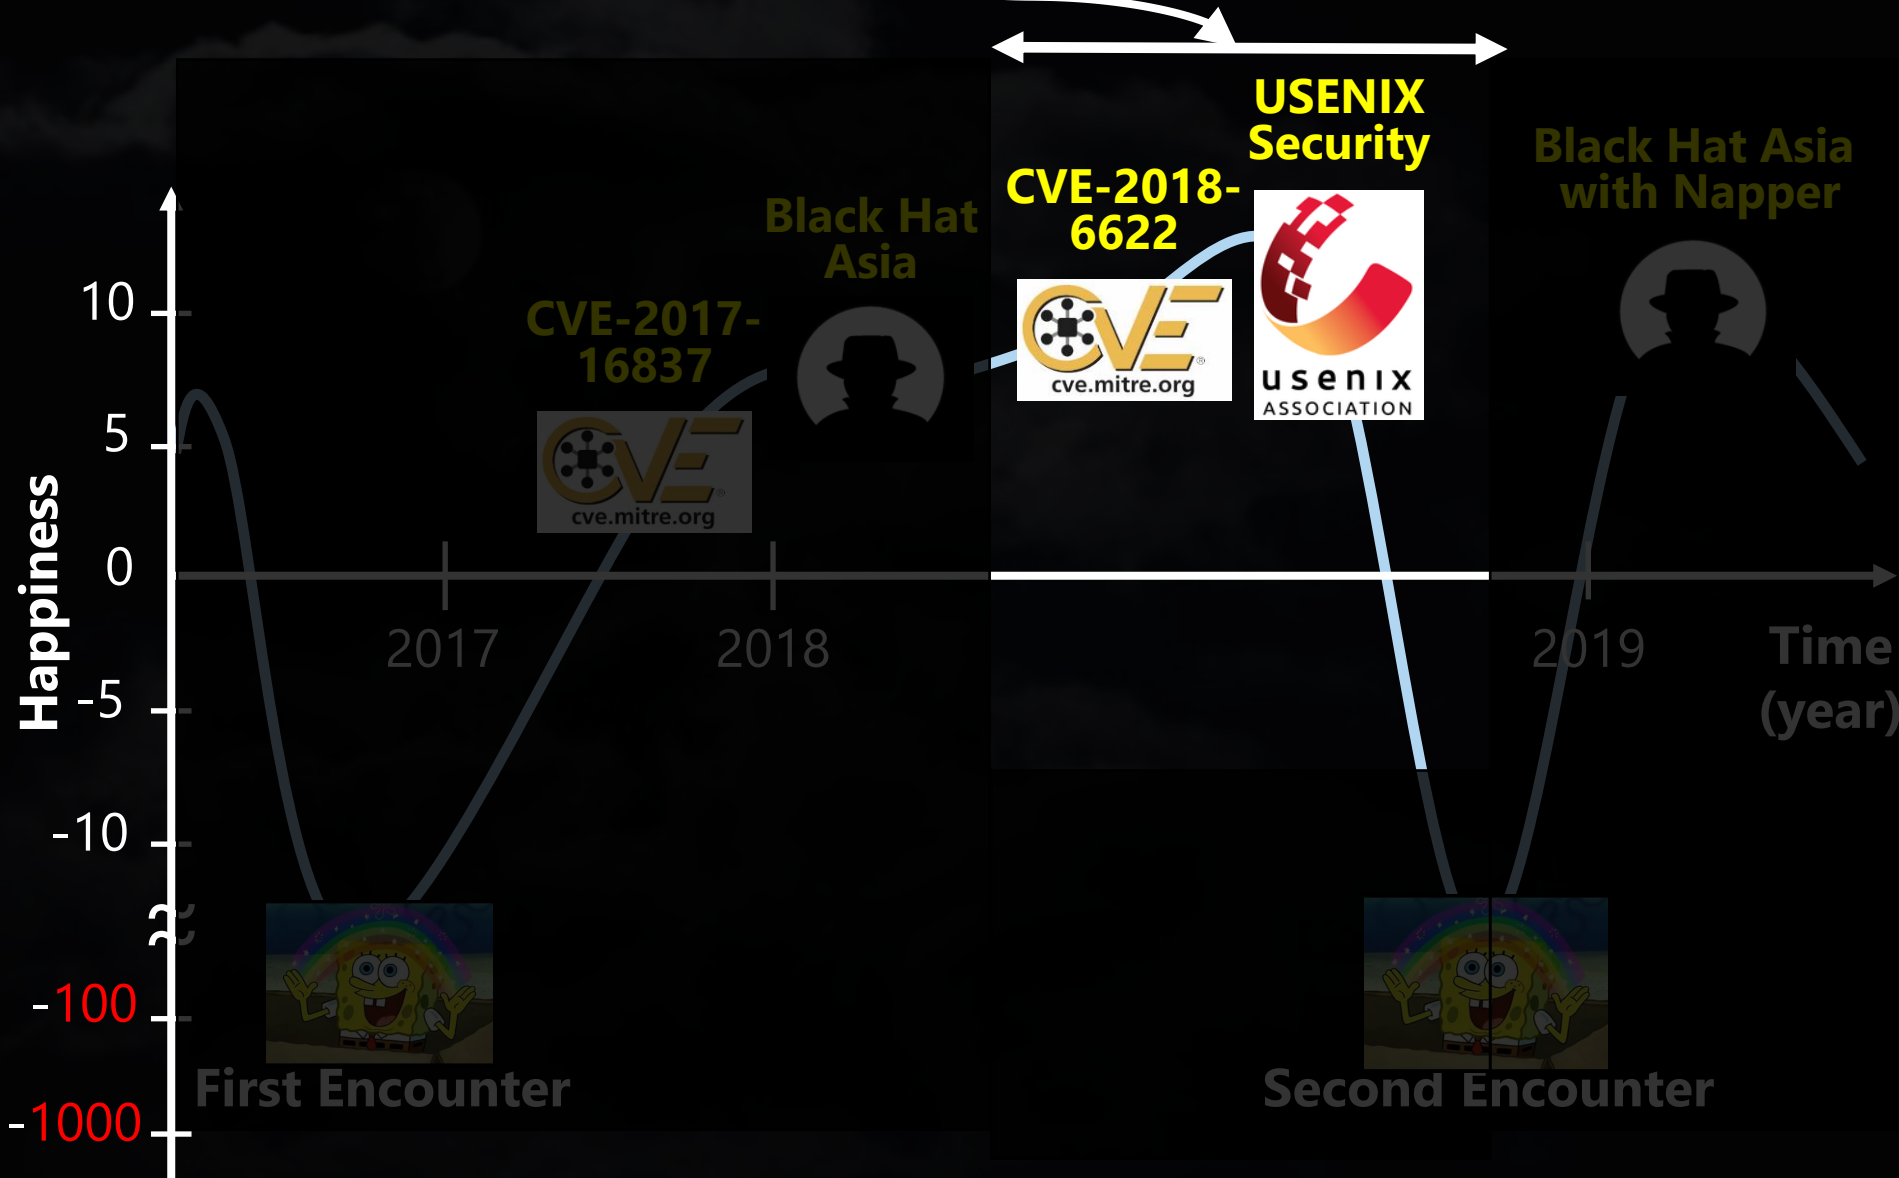 USENIX
Security
Black Hat Asia
with Napper
CVE-2018-
6622
Black Hat
Asia
CVE-2017-
16837
cve.mitre.org
CVE
®
cve.mitre.org
usenix
ASSOCIATION
CVE
®
Happiness
10
5
0
-5
-10
-100
-1000
2017
2018
2019
Time
(year)
First Encounter
Second Encounter